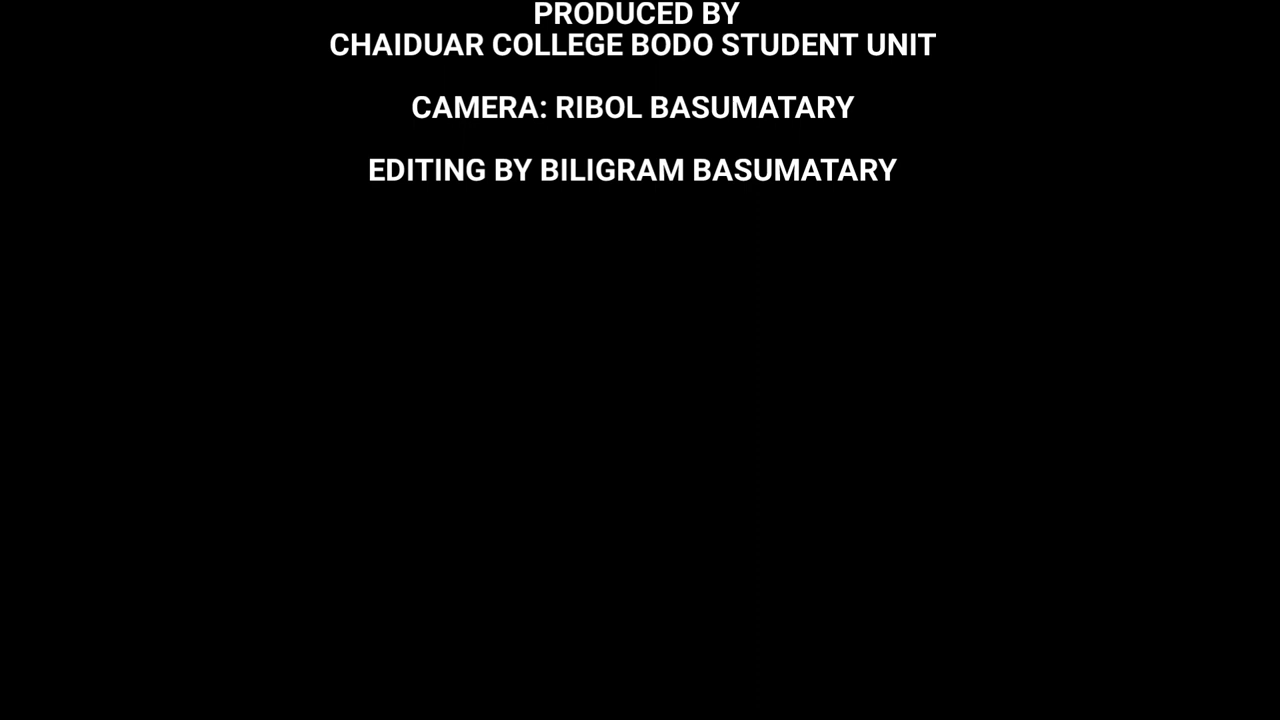 PRODUCED BY
CHAIDUAR COLLEGE BODO STUDENT UNIT
CAMERA: RIBOL BASUMATARY
EDITING BY BILIGRAM BASUMATARY